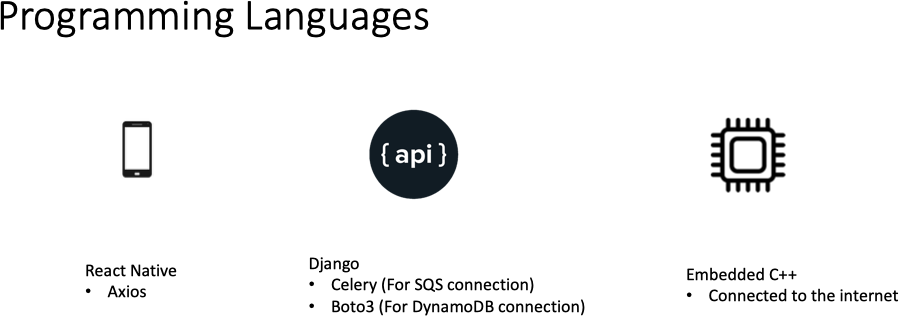 Programming Languages
{ api }
React Native
• Axios
Django
• Celery (For SQS connection)
• Boto3 (For DynamoDB connection)
Embedded C++
• Connected to the internet